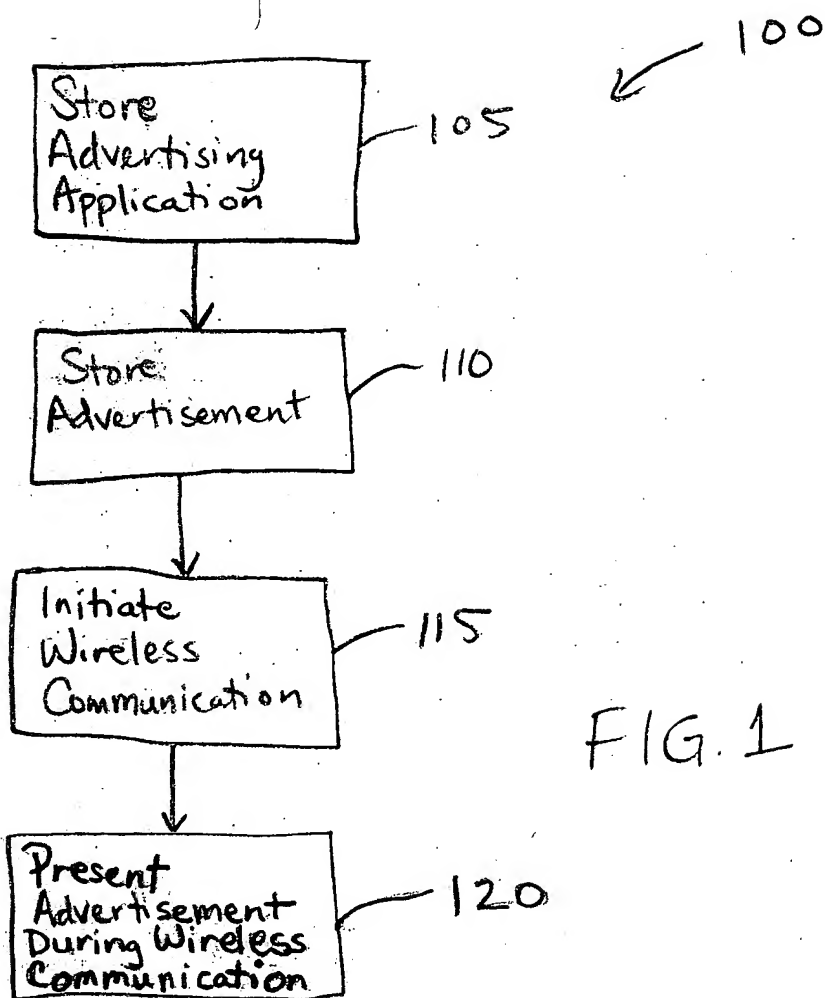 100
Store
Advertising
Application
105
Store
Advertisement
110
Initiate
Wireless
Communication
115
FIG. 1
Present
Advertisement
During Wireless
Communication
120